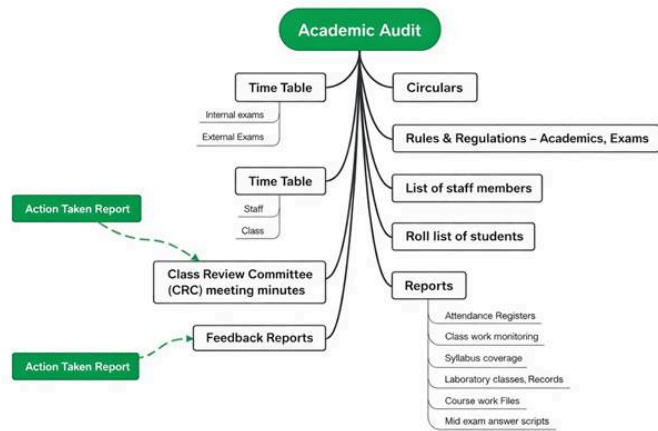 Academic Audit
Time Table
Internal exams
External Exams
Time Table
Staff
Class
Action Taken Report
Class Review Committee
(CRC) meeting minutes
Feedback Reports
Action Taken Report
Circulars
Rules & Regulations – Academics, Exams
List of staff members
Roll list of students
Reports
Attendance Registers
Class work monitoring
Syllabus coverage
Laboratory classes, Records
Course work Files
Mid exam answer scripts